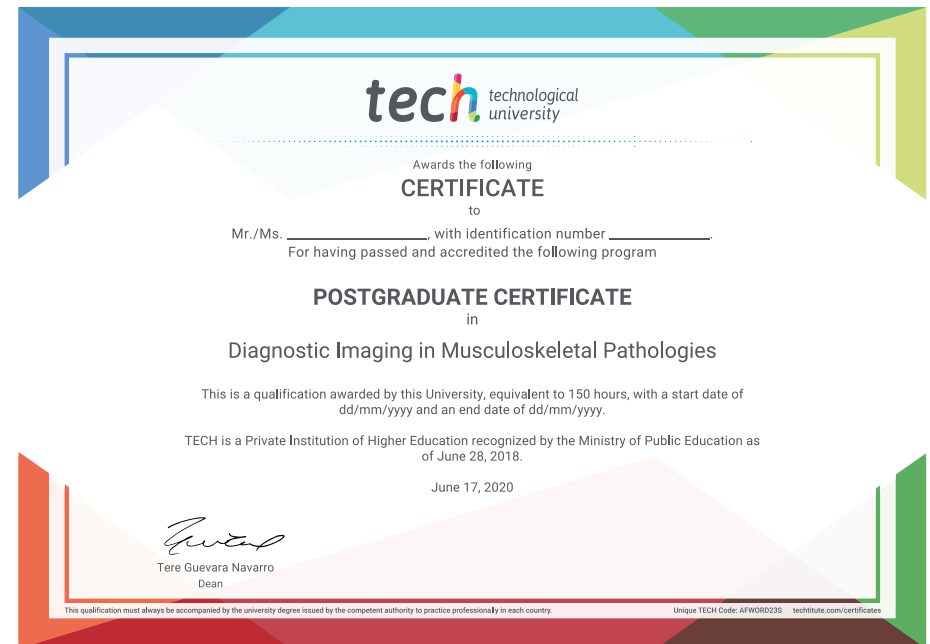 tech technological
university
Awards the following
CERTIFICATE
to
Mr./Ms. ____________________, with identification number ______________.
For having passed and accredited the following program
POSTGRADUATE CERTIFICATE
in
Diagnostic Imaging in Musculoskeletal Pathologies
This is a qualification awarded by this University, equivalent to 150 hours, with a start date of
dd/mm/yyyy and an end date of dd/mm/yyyy.
TECH is a Private Institution of Higher Education recognized by the Ministry of Public Education as
of June 28, 2018.
June 17, 2020
Tere Guevara Navarro
Dean
This qualification must always be accompanied by the university degree issued by the competent authority to practice professionally in each country. Unique TECH Code: AFWORD23S techtitute.com/certificates